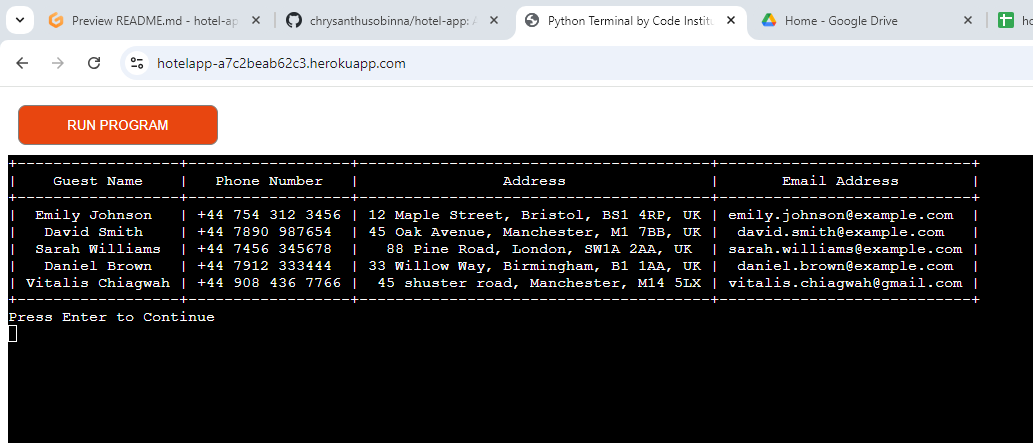 Preview README.md - hotel-ap
chrysanthusobinna/hotel-app: A
Python Terminal by Code Institu
Home - Google Drive
ho
hotelapp-a7c2beab62c3.herokuapp.com
RUN PROGRAM
+------------------+------------------+---------------------------------------+----------------------------+
| Guest Name | Phone Number | Address | Email Address |
+------------------+------------------+---------------------------------------+----------------------------+
| Emily Johnson | +44 754 312 3456 | 12 Maple Street, Bristol, BS1 4RP, UK | emily.johnson@example.com |
| David Smith | +44 7890 987654 | 45 Oak Avenue, Manchester, M1 7BB, UK | david.smith@example.com |
| Sarah Williams | +44 7456 345678 | 88 Pine Road, London, SW1A 2AA, UK | sarah.williams@example.com |
| Daniel Brown | +44 7912 333444 | 33 Willow Way, Birmingham, B1 1AA, UK | daniel.brown@example.com |
| Vitalis Chiagwah | +44 908 436 7766 | 45 shuster road, Manchester, M14 5LX | vitalis.chiagwah@gmail.com |
+------------------+------------------+---------------------------------------+----------------------------+
Press Enter to Continue